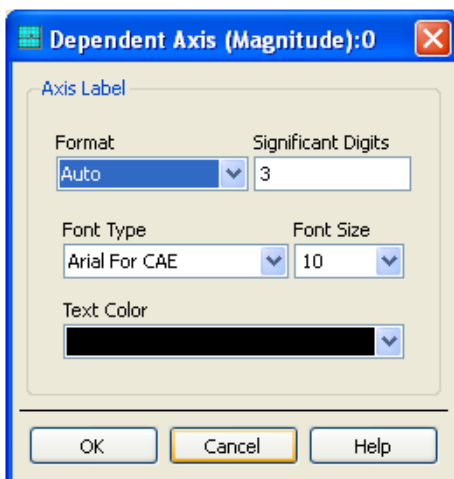 Dependent Axis (Magnitude):0
Axis Label
Format Significant Digits
Auto 3
Font Type Font Size
Arial For CAE 10
Text Color
OK Cancel Help